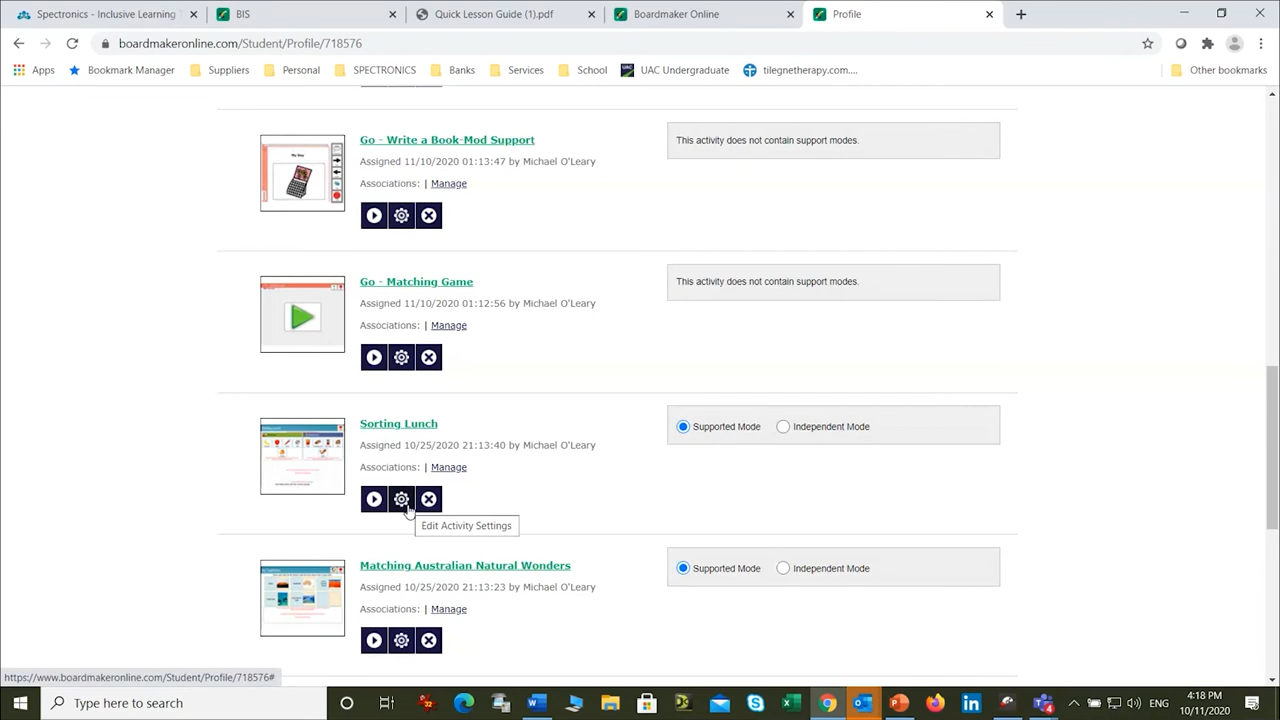 Spectronics - Inclusive Learning
BIS
Quick Lesson Guide (1).pdf
Boardmaker Online
Profile
boardmakeronline.com/Student/Profile/718576
Apps
Bookmark Manager
Suppliers
Personal
SPECTRONICS
Banks
Services
School
UAC Undergraduate
tilegnetherapy.com....
Other bookmarks
Go - Write a Book-Mod Support
This activity does not contain support modes.
Assigned 11/10/2020 01:13:47 by Michael O'Leary
Associations: | Manage
My Day
Go - Matching Game
This activity does not contain support modes.
Assigned 11/10/2020 01:12:56 by Michael O'Leary
Associations: | Manage
Sorting Lunch
Supported Mode
Independent Mode
Assigned 10/25/2020 21:13:40 by Michael O'Leary
Associations: | Manage
Edit Activity Settings
Matching Australian Natural Wonders
Supported Mode
Independent Mode
Assigned 10/25/2020 21:13:23 by Michael O'Leary
Associations: | Manage
https://www.boardmakeronline.com/Student/Profile/718576#
Type here to search
ENG
4:18 PM
10/11/2020